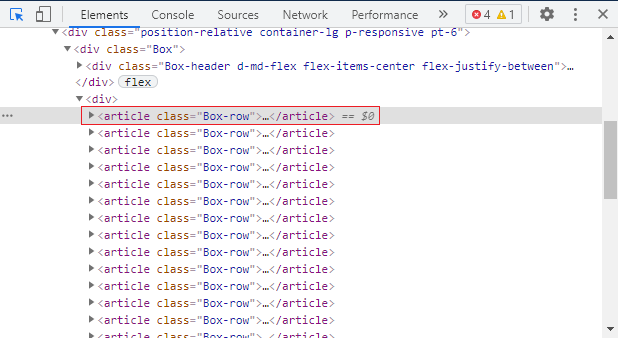 Elements Console Sources Network Performance » 4 1
<div class="position-relative container-lg p-responsive pt-6">
▼<div class="Box">
▶<div class="Box-header d-md-flex flex-items-center flex-justify-between">…
</div> flex
▼<div>
… ▶<article class="Box-row">…</article> == $0
▶<article class="Box-row">…</article>
▶<article class="Box-row">…</article>
▶<article class="Box-row">…</article>
▶<article class="Box-row">…</article>
▶<article class="Box-row">…</article>
▶<article class="Box-row">…</article>
▶<article class="Box-row">…</article>
▶<article class="Box-row">…</article>
▶<article class="Box-row">…</article>
▶<article class="Box-row">…</article>
▶<article class="Box-row">…</article>
▶<article class="Box-row">…</article>
▶<article class="Box-row">…</article>